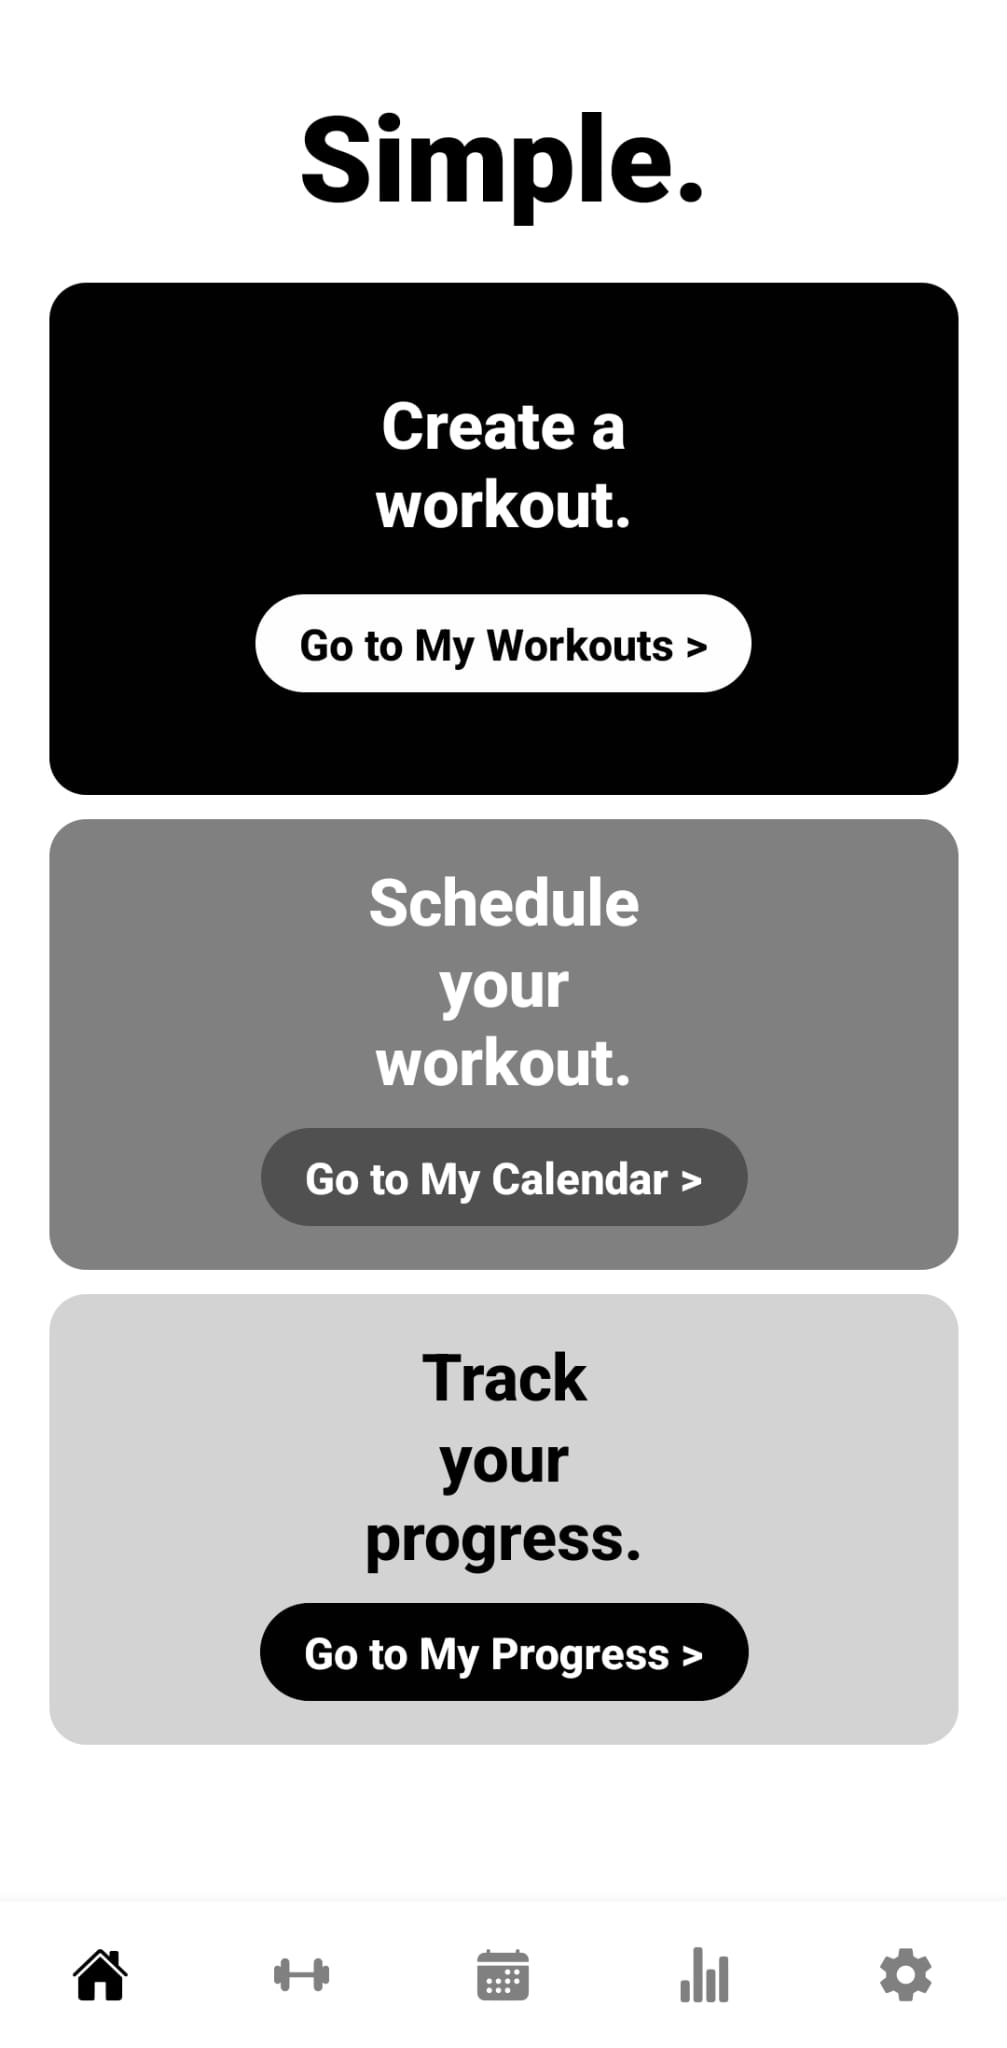 Simple.
Create a
workout.
Go to My Workouts >
Schedule
your
workout.
Go to My Calendar >
Track
your
progress.
Go to My Progress >